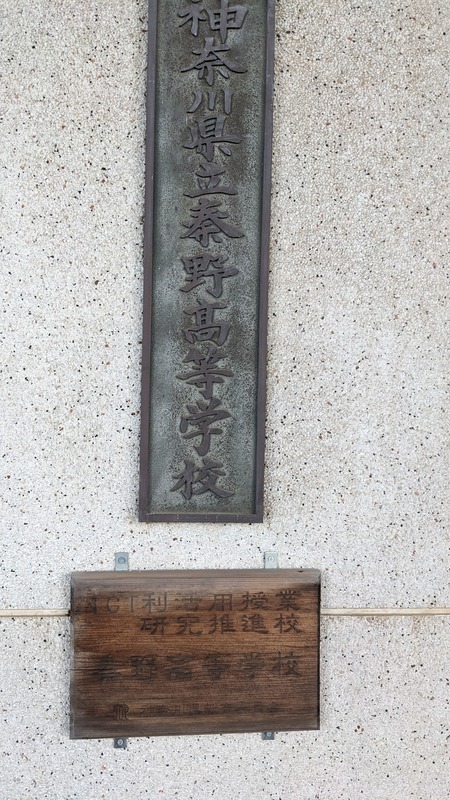 神奈川県立秦野高等学校
ICT利活用授業
研究推進校
秦野高等学校